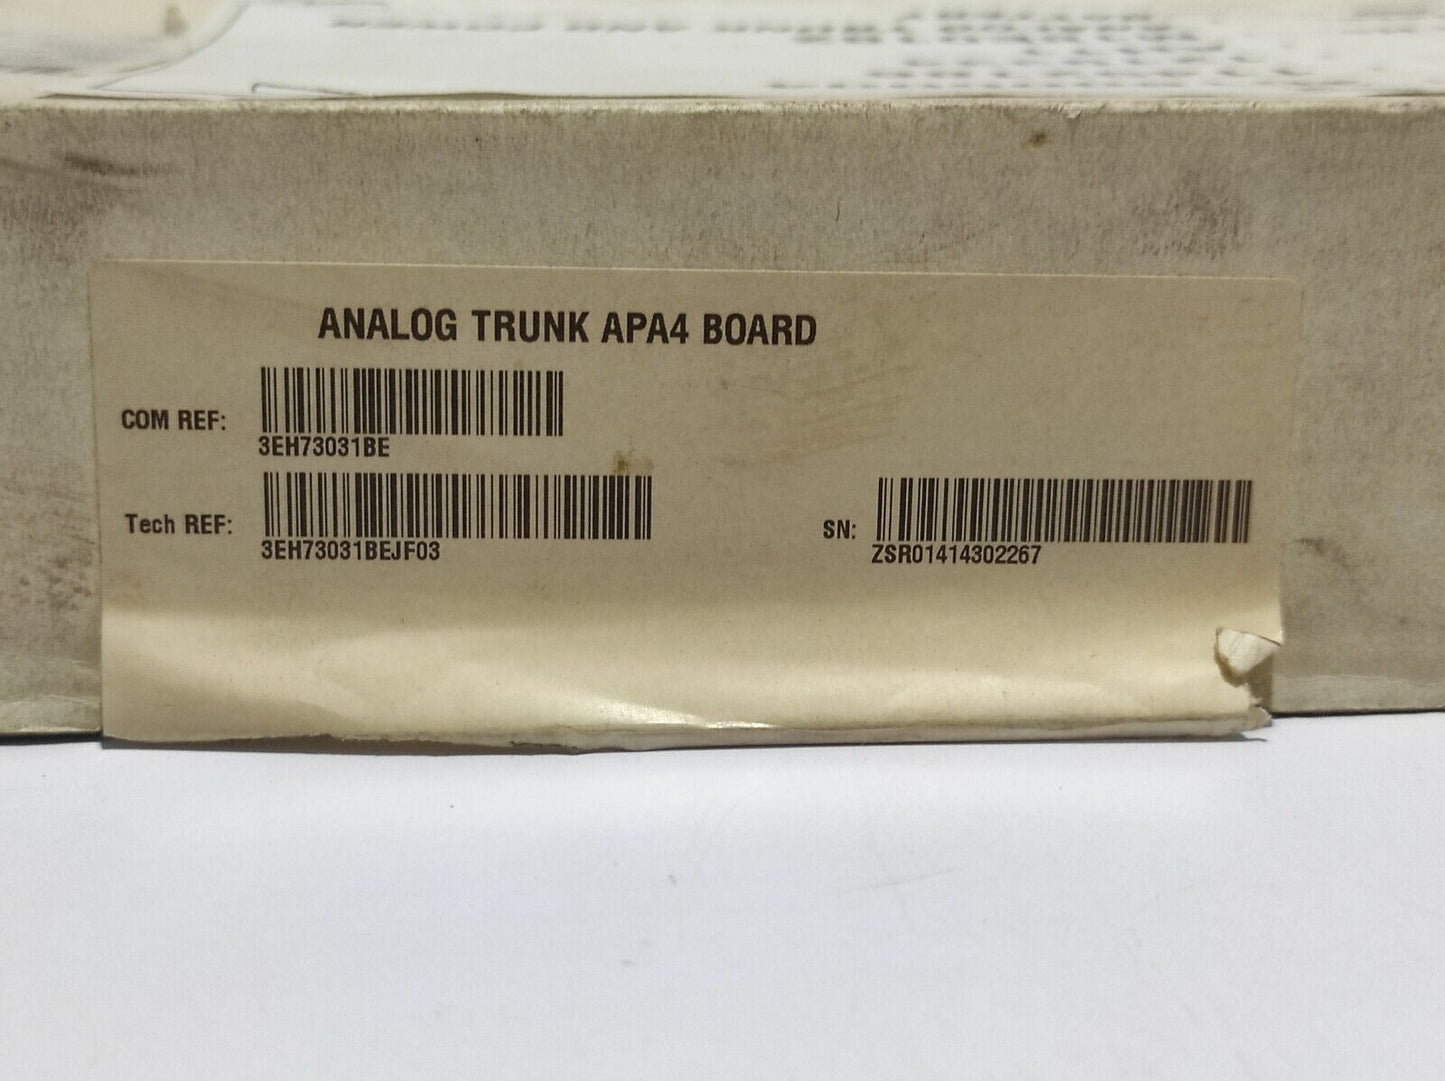 ANALOG TRUNK APA4 BOARD
COM REF:
3EH73031BE
Tech REF:
3EH73031BEJF03
SN:
ZSR01414302267